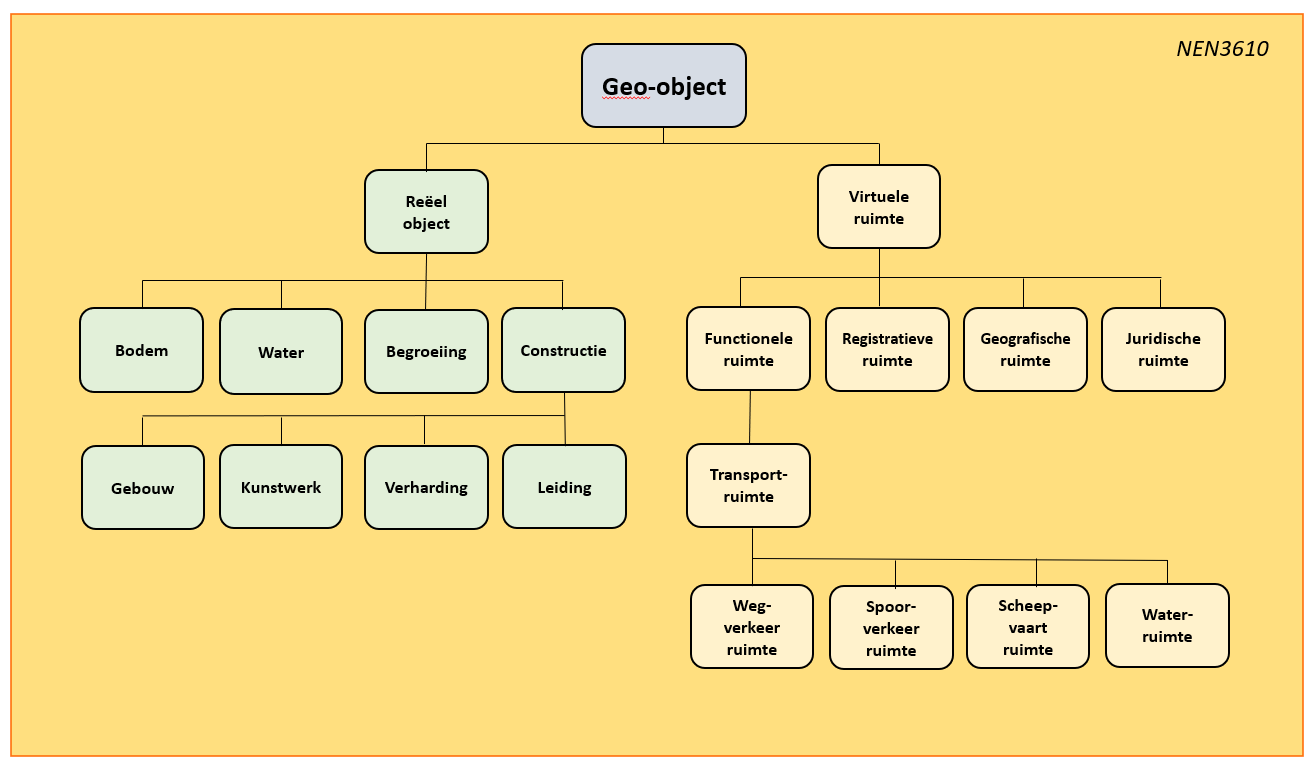 NEN3610
Geo-object
Reëel
object
Virtuele
ruimte
Bodem
Water
Begroeiing
Constructie
Functionele
ruimte
Registratieve
ruimte
Geografische
ruimte
Juridische
ruimte
Gebouw
Kunstwerk
Verharding
Leiding
Transport-
ruimte
Weg-
verkeer
ruimte
Spoor-
verkeer
ruimte
Scheep-
vaart
ruimte
Water-
ruimte